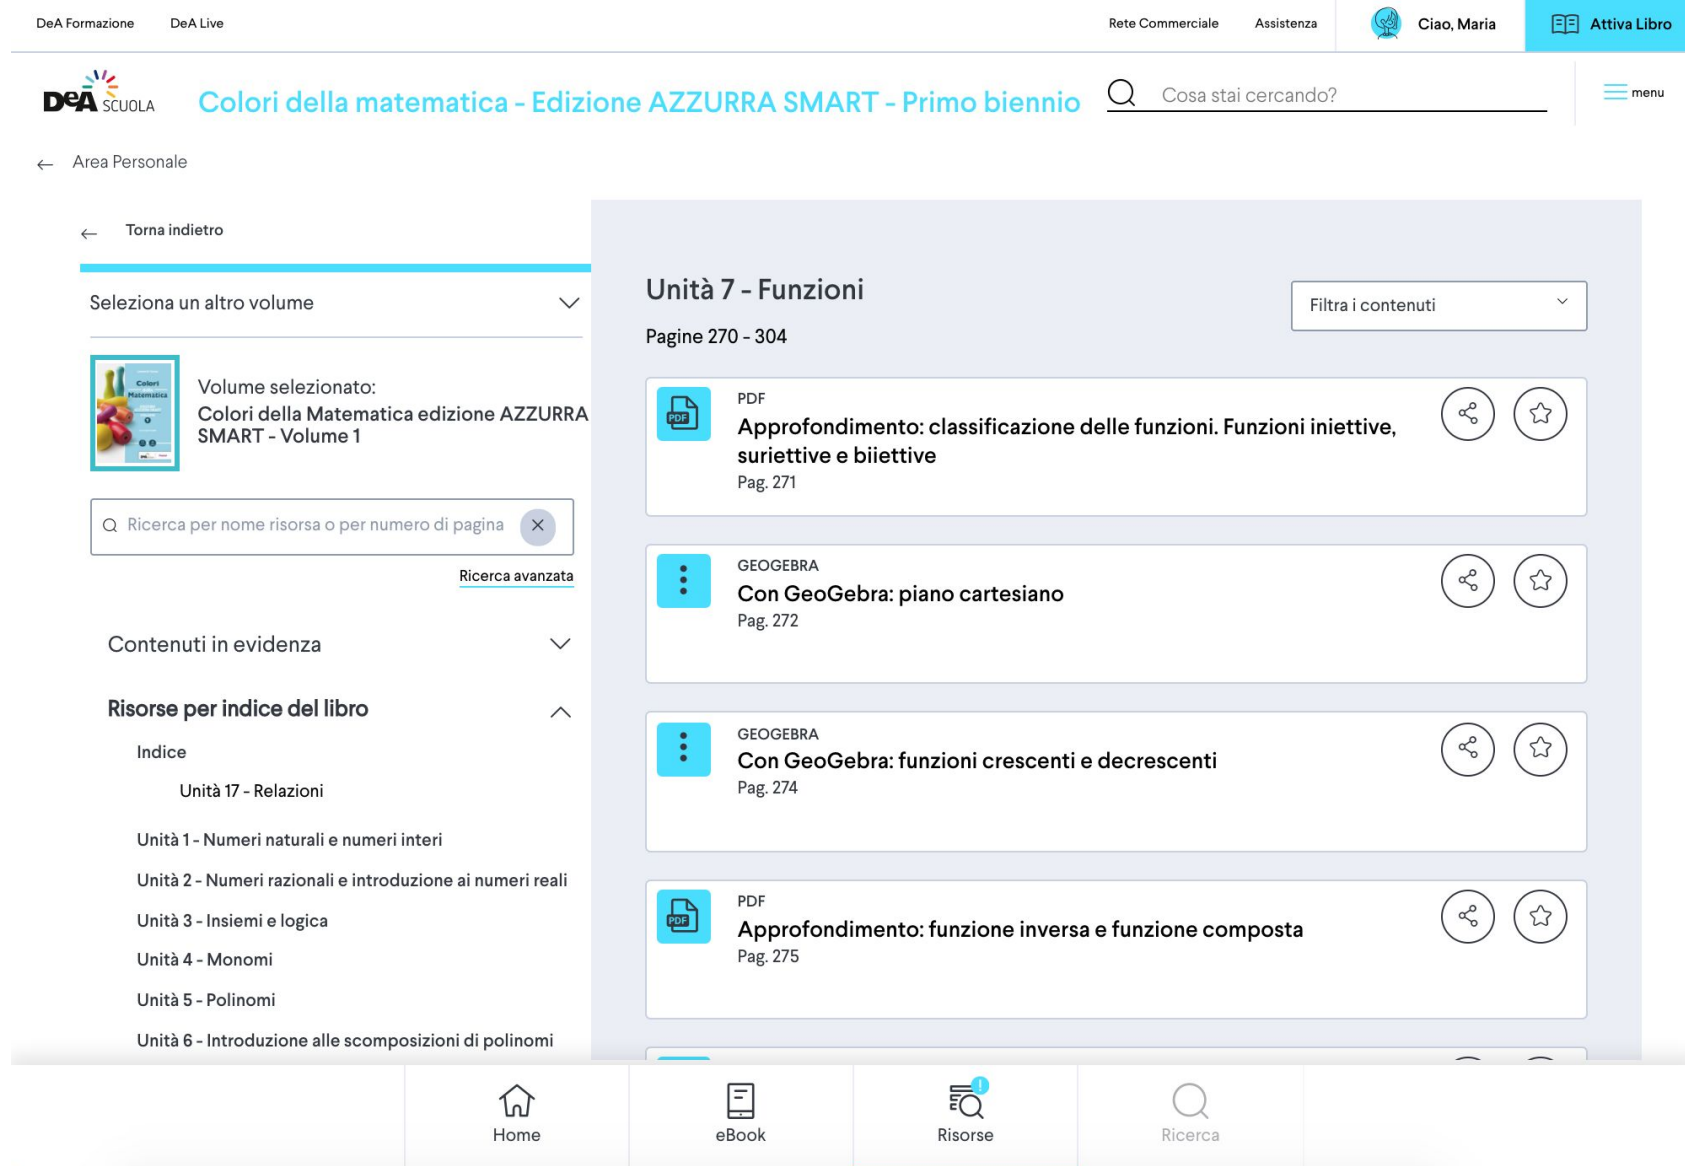 DeA Formazione
DeA Live
Rete Commerciale
Assistenza
Ciao, Maria
Attiva Libro
DeA SCUOLA
Colori della matematica - Edizione AZZURRA SMART - Primo biennio
Cosa stai cercando?
menu
Area Personale
Torna indietro
Seleziona un altro volume
Colori
Matematica
Volume selezionato:
Colori della Matematica edizione AZZURRA
SMART - Volume 1
Ricerca per nome risorsa o per numero di pagina
Ricerca avanzata
Contenuti in evidenza
Risorse per indice del libro
Indice
Unità 17 - Relazioni
Unità 1 - Numeri naturali e numeri interi
Unità 2 - Numeri razionali e introduzione ai numeri reali
Unità 3 - Insiemi e logica
Unità 4 - Monomi
Unità 5 - Polinomi
Unità 6 - Introduzione alle scomposizioni di polinomi
Unità 7 - Funzioni
Pagine 270 - 304
Filtra i contenuti
PDF
PDF
Approfondimento: classificazione delle funzioni. Funzioni iniettive,
suriettive e biiettive
Pag. 271
GEOGEBRA
Con GeoGebra: piano cartesiano
Pag. 272
GEOGEBRA
Con GeoGebra: funzioni crescenti e decrescenti
Pag. 274
PDF
PDF
Approfondimento: funzione inversa e funzione composta
Pag. 275
Home
eBook
Risorse
Ricerca